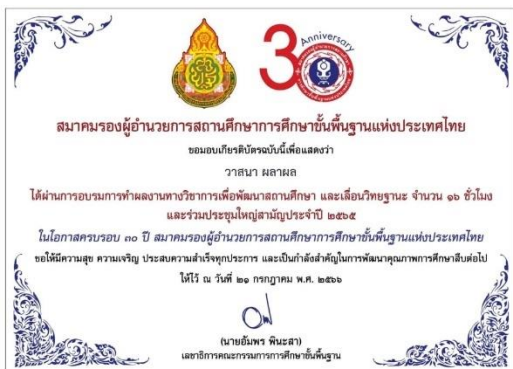 30 Anniversary
สมาคมรองผู้อำนวยการสถานศึกษาการศึกษาขั้นพื้นฐานแห่งประเทศไทย
ขอมอบเกียรติบัตรฉบับนี้เพื่อแสดงว่า
วาสนา ผลาผล
ได้ผ่านการอบรมการทำผลงานทางวิชาการเพื่อพัฒนาสถานศึกษา และเลื่อนวิทยฐานะ จำนวน ๑๖ ชั่วโมง
และร่วมประชุมใหญ่สามัญประจำปี ๒๕๖๕
ในโอกาสครบรอบ ๓๐ ปี สมาคมรองผู้อำนวยการสถานศึกษาการศึกษาขั้นพื้นฐานแห่งประเทศไทย
ขอให้มีความสุข ความเจริญ ประสบความสำเร็จทุกประการ และเป็นกำลังสำคัญในการพัฒนาคุณภาพการศึกษาสืบต่อไป
ให้ไว้ ณ วันที่ ๒๑ กรกฎาคม พ.ศ. ๒๕๖๖
(นายอัมพร พินะสา)
เลขาธิการคณะกรรมการการศึกษาขั้นพื้นฐาน